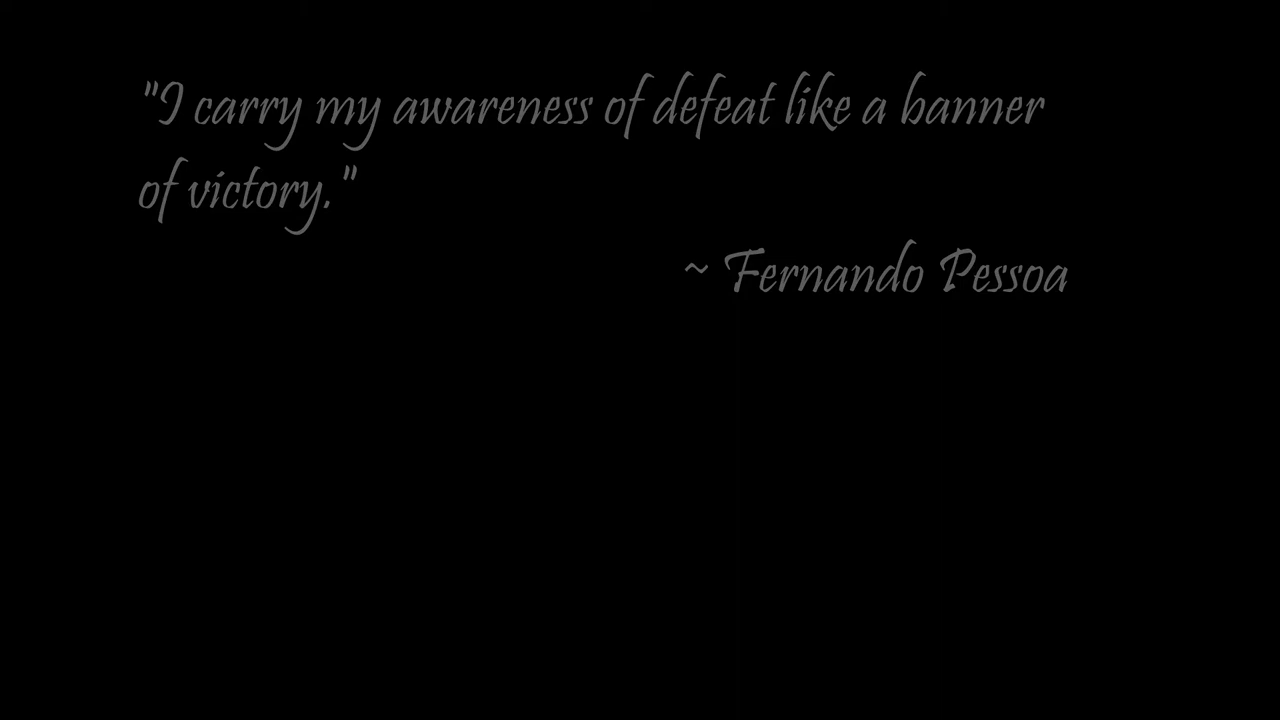 "I carry my awareness of defeat like a banner
of victory."
~ Fernando Pessoa